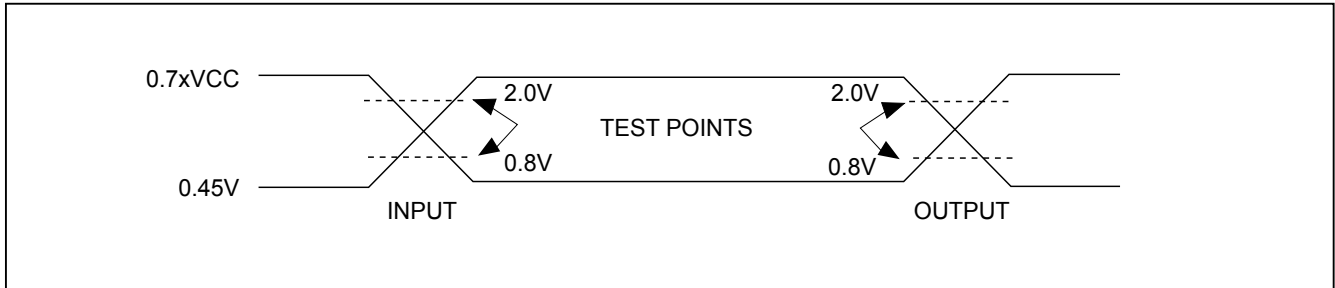 0.7xVCC
2.0V
2.0V
TEST POINTS
0.8V
0.8V
0.45V
INPUT
OUTPUT